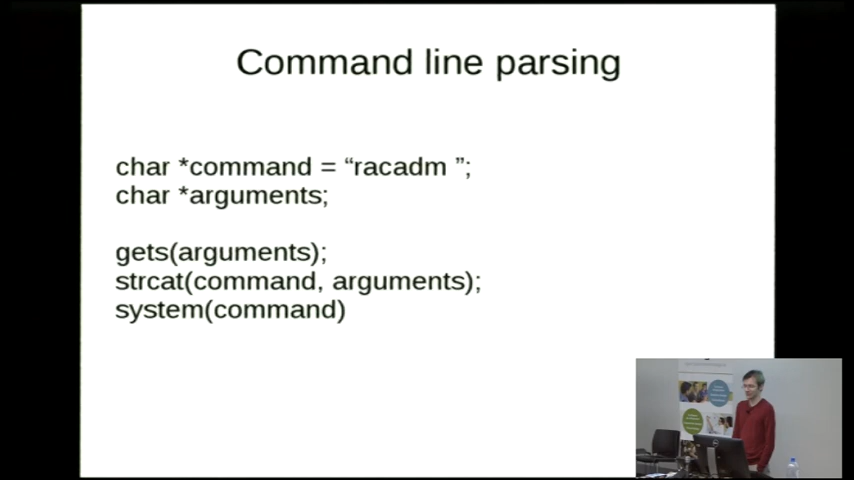 Command line parsing
char *command = “racadm ”;
char *arguments;
gets(arguments);
strcat(command, arguments);
system(command)